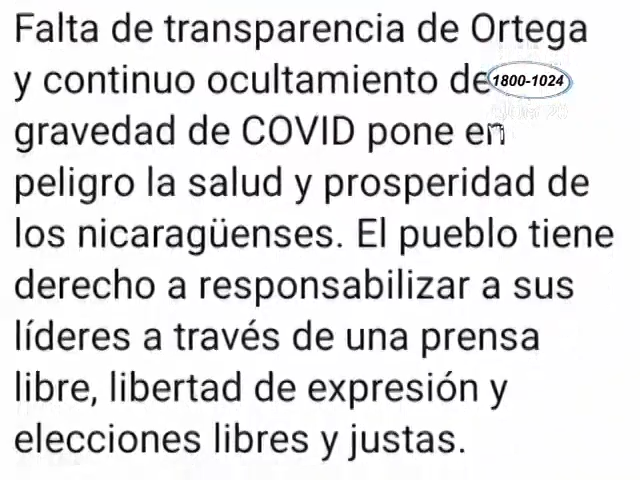 Falta de transparencia de Ortega
y continuo ocultamiento de
1800-1024
gravedad de COVID pone en
peligro la salud y prosperidad de
los nicaragüenses. El pueblo tiene
derecho a responsabilizar a sus
líderes a través de una prensa
libre, libertad de expresión y
elecciones libres y justas.